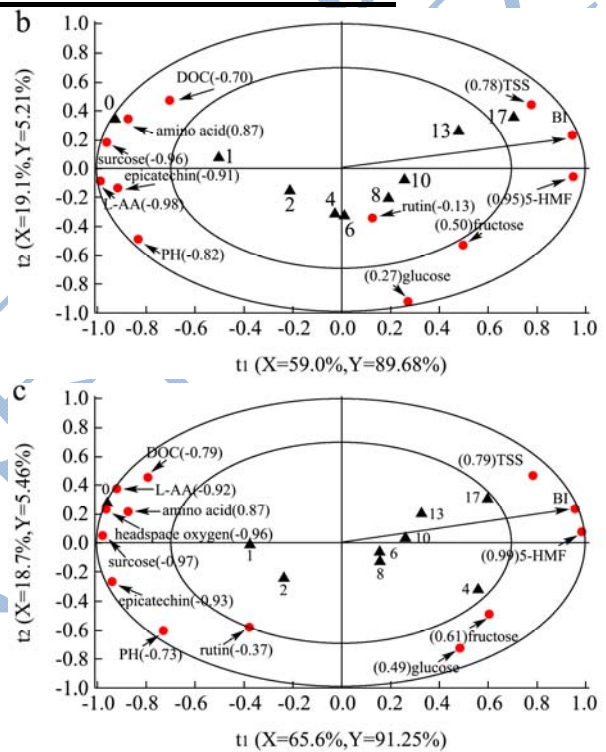 b
1.0
0.8
0.6
0.4
0.2
0.0
-0.2
-0.4
-0.6
-0.8
-1.0
t2 (X=19.1%,Y=5.21%)
DOC(-0.70)
(0.78)TSS
0
17
BI
amino acid(0.87)
13
surcose(-0.96)
1
epicatechin(-0.91)
10
L-AA(-0.98)
2
4
8
(0.95)5-HMF
6
rutin(-0.13)
(0.50)fructose
PH(-0.82)
(0.27)glucose
-1.0 -0.8 -0.6 -0.4 -0.2 0.0 0.2 0.4 0.6 0.8 1.0
t1 (X=59.0%,Y=89.68%)
c
1.0
0.8
0.6
0.4
0.2
0.0
-0.2
-0.4
-0.6
-0.8
-1.0
t2 (X=18.7%,Y=5.46%)
DOC(-0.79)
(0.79)TSS
0
L-AA(-0.92)
17
BI
amino acid(0.87)
13
headspace oxygen(-0.96)
10
(0.99)5-HMF
surcose(-0.97)
1
6
2
8
epicatechin(-0.93)
4
(0.61)fructose
PH(-0.73)
rutin(-0.37)
(0.49)glucose
-1.0 -0.8 -0.6 -0.4 -0.2 0.0 0.2 0.4 0.6 0.8 1.0
t1 (X=65.6%,Y=91.25%)